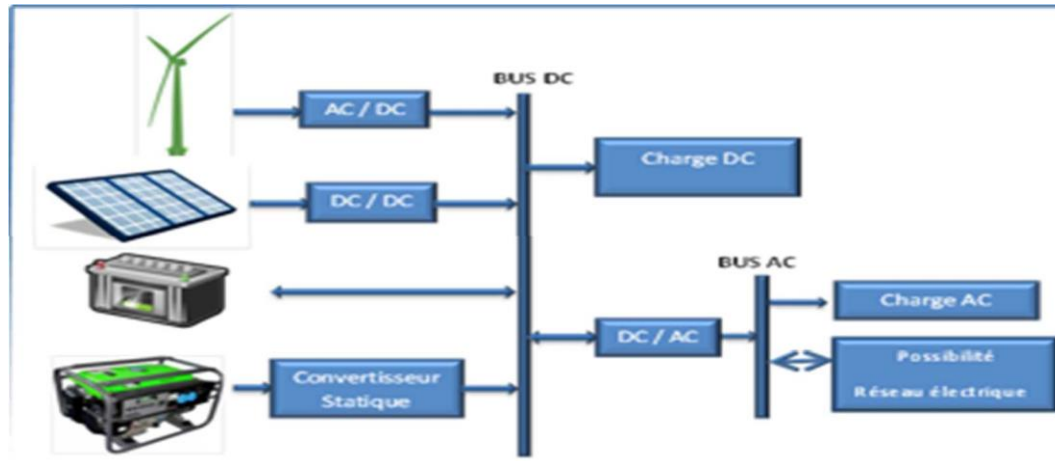 BUS DC
AC / DC
Charge DC
DC / DC
BUS AC
Charge AC
DC / AC
Possibilité
Réseau électrique
Convertisseur
Statique